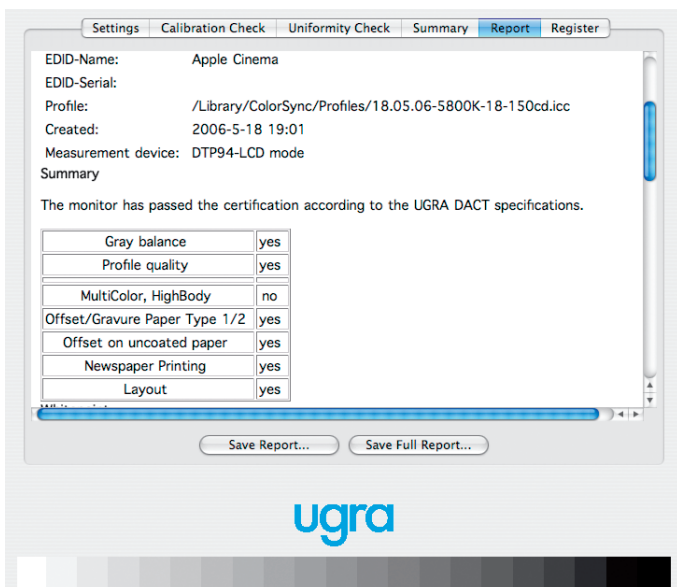 Settings Calibration Check Uniformity Check Summary Report Register
EDID-Name: Apple Cinema
EDID-Serial:
Profile: /Library/ColorSync/Profiles/18.05.06-5800K-18-150cd.icc
Created: 2006-5-18 19:01
Measurement device: DTP94-LCD mode
Summary
The monitor has passed the certification according to the UGRA DACT specifications.
Gray balance yes
Profile quality yes
MultiColor, HighBody no
Offset/Gravure Paper Type 1/2 yes
Offset on uncoated paper yes
Newspaper Printing yes
Layout yes
Save Report... Save Full Report...
ugra